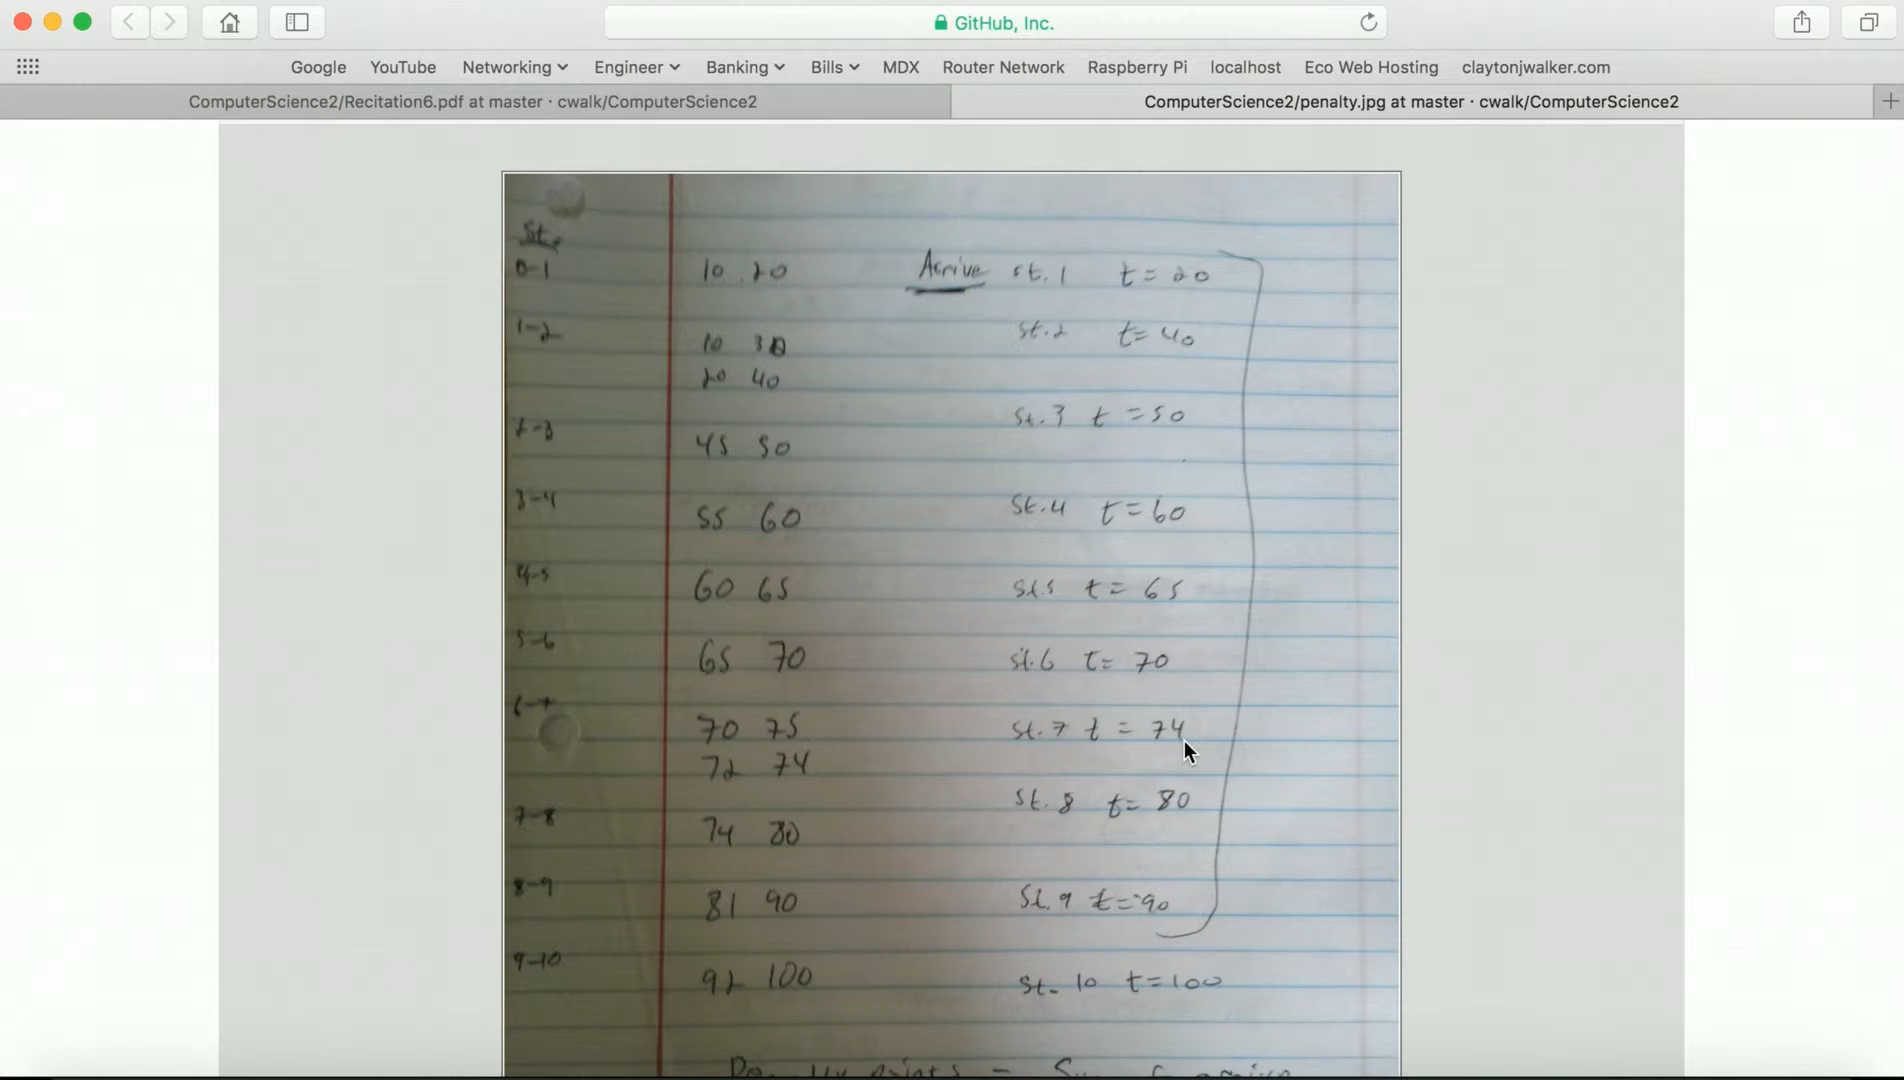 GitHub, Inc.
Google YouTube Networking Engineer Banking Bills MDX Router Network Raspberry Pi localhost Eco Web Hosting claytonjwalker.com
ComputerScience2/Recitation6.pdf at master · cwalk/ComputerScience2 ComputerScience2/penalty.jpg at master · cwalk/ComputerScience2
St.
0-1 10 20 Arrive st. 1 t= 20
1-2 10 30 st.2 t= 40
20 40
2-3 45 50 St.3 t =50
3-4 55 60 St.4 t=60
4-5 60 65 St.5 t= 65
5-6 65 70 st.6 t= 70
6-7 70 75 St.7 t = 74
72 74
7-8 74 80 St. 8 t= 80
8-9 81 90 St. 9 t=90
9-10 92 100 St. 10 t=100